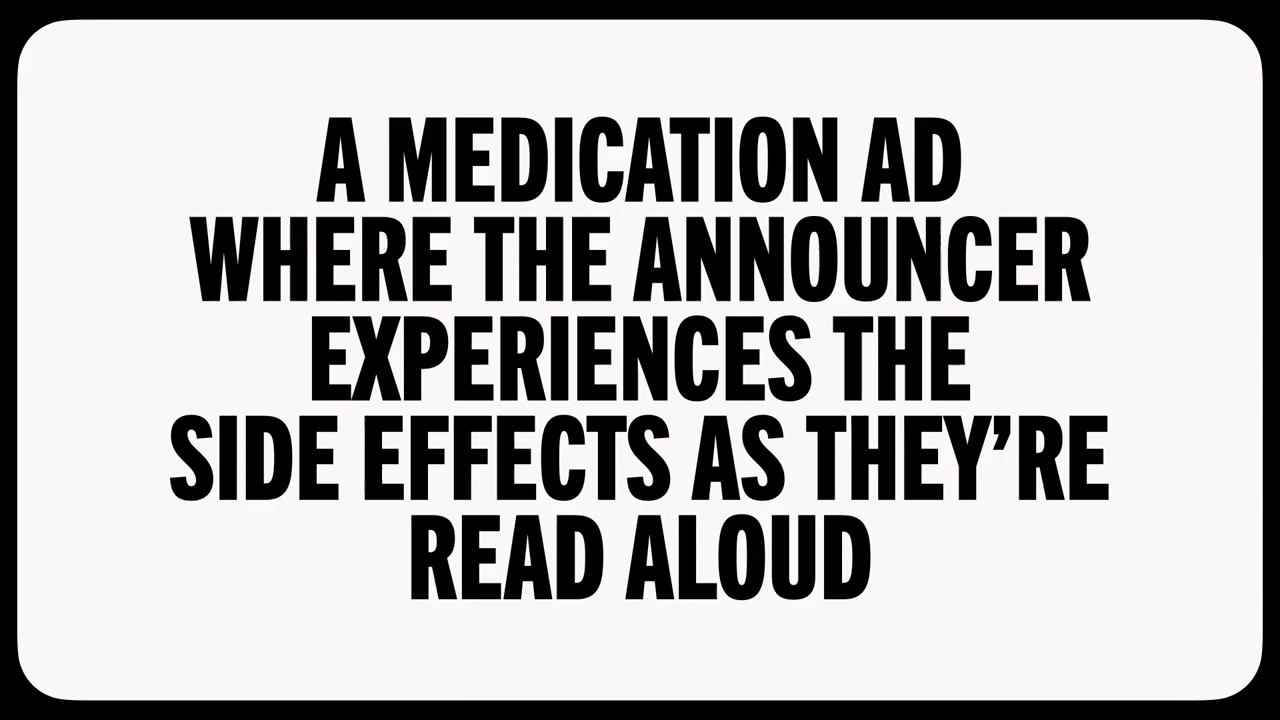 A MEDICATION AD
WHERE THE ANNOUNCER
EXPERIENCES THE
SIDE EFFECTS AS THEY’RE
READ ALOUD